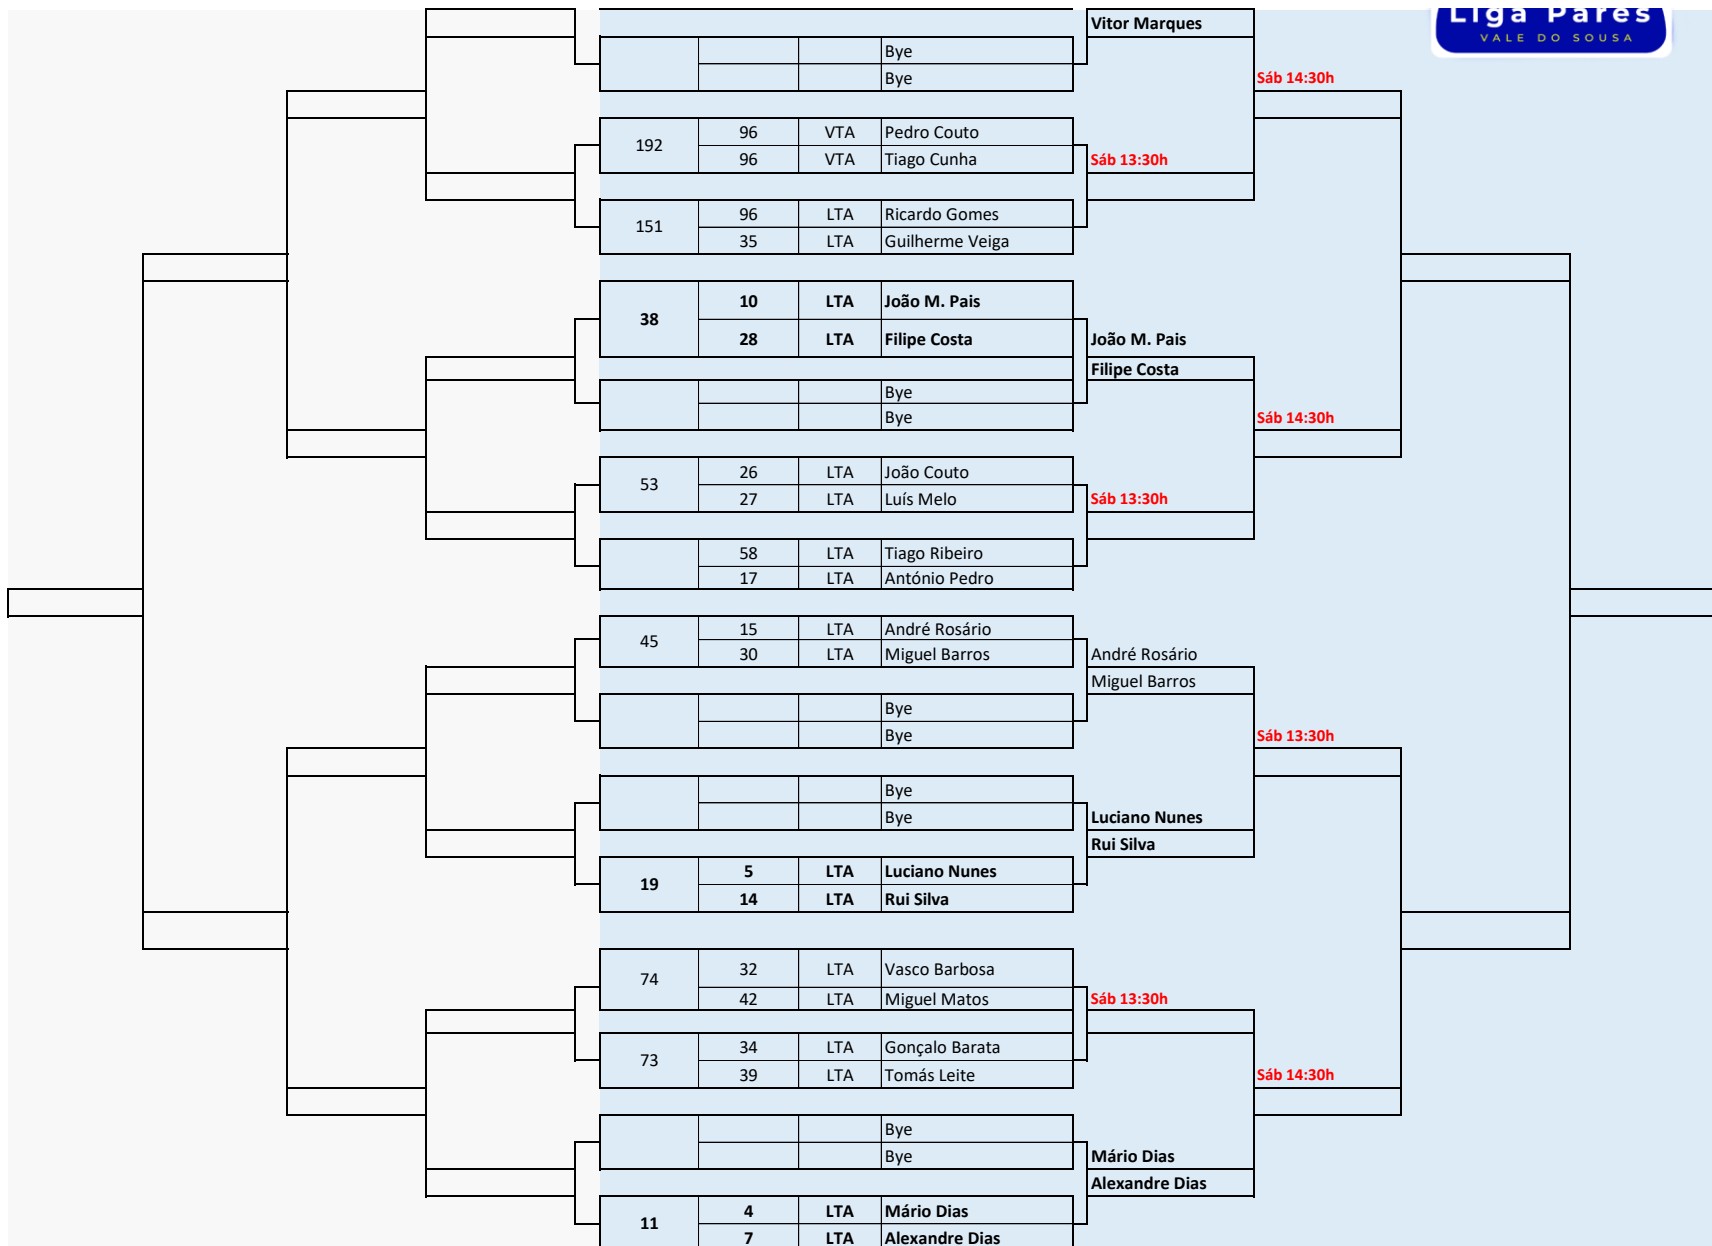 Vitor Marques
Liga Pares
VALE DO SOUSA
Bye
Bye
Sáb 14:30h
192
96 VTA Pedro Couto
96 VTA Tiago Cunha
Sáb 13:30h
151
96 LTA Ricardo Gomes
35 LTA Guilherme Veiga
38
10 LTA João M. Pais
28 LTA Filipe Costa
João M. Pais
Filipe Costa
Bye
Bye
Sáb 14:30h
53
26 LTA João Couto
27 LTA Luís Melo
Sáb 13:30h
58 LTA Tiago Ribeiro
17 LTA António Pedro
45
15 LTA André Rosário
30 LTA Miguel Barros
André Rosário
Miguel Barros
Bye
Bye
Sáb 13:30h
Bye
Bye
Luciano Nunes
Rui Silva
19
5 LTA Luciano Nunes
14 LTA Rui Silva
74
32 LTA Vasco Barbosa
42 LTA Miguel Matos
Sáb 13:30h
73
34 LTA Gonçalo Barata
39 LTA Tomás Leite
Sáb 14:30h
Bye
Bye
Mário Dias
Alexandre Dias
11
4 LTA Mário Dias
7 LTA Alexandre Dias